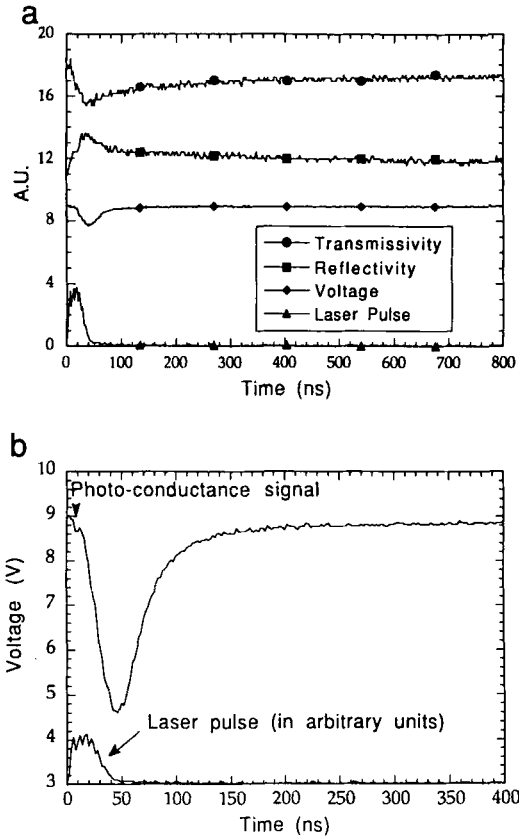 a
20
16
12
8
4
0
A.U.
Transmissivity
Reflectivity
Voltage
Laser Pulse
0 100 200 300 400 500 600 700 800
Time (ns)
b
10
9
8
7
6
5
4
3
Voltage (V)
Photo-conductance signal
Laser pulse (in arbitrary units)
0 50 100 150 200 250 300 350 400
Time (ns)